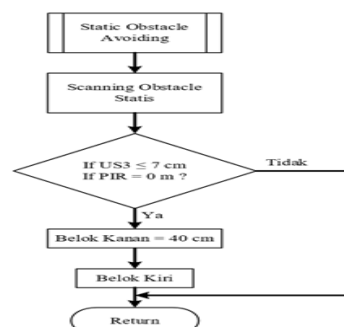 Static Obstacle
Avoiding
Scanning Obstacle
Statis
If US3 ≤ 7 cm
If PIR = 0 m ?
Tidak
Ya
Belok Kanan = 40 cm
Belok Kiri
Return